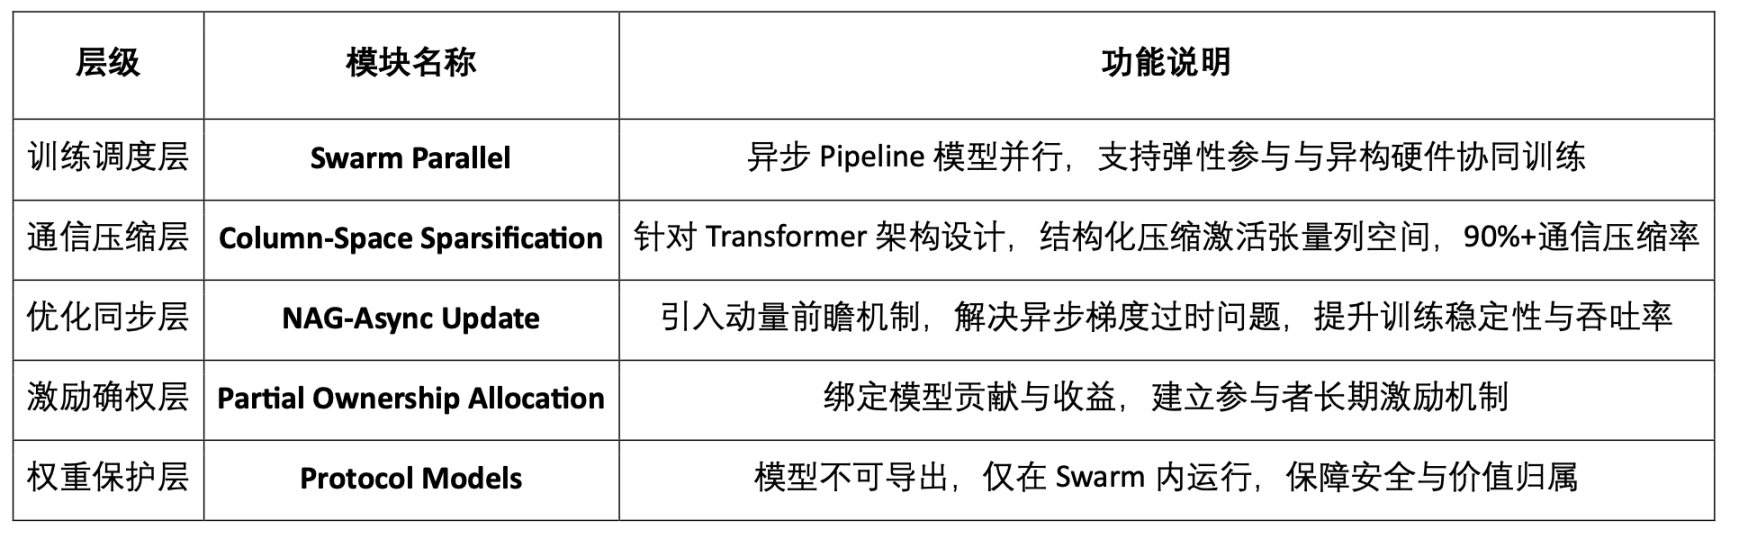 层级 模块名称 功能说明
训练调度层 Swarm Parallel 异步 Pipeline 模型并行，支持弹性参与与异构硬件协同训练
通信压缩层 Column-Space Sparsification 针对 Transformer 架构设计，结构化压缩激活张量列空间，90%+通信压缩率
优化同步层 NAG-Async Update 引入动量前瞻机制，解决异步梯度过时问题，提升训练稳定性与吞吐率
激励确权层 Partial Ownership Allocation 绑定模型贡献与收益，建立参与者长期激励机制
权重保护层 Protocol Models 模型不可导出，仅在 Swarm 内运行，保障安全与价值归属